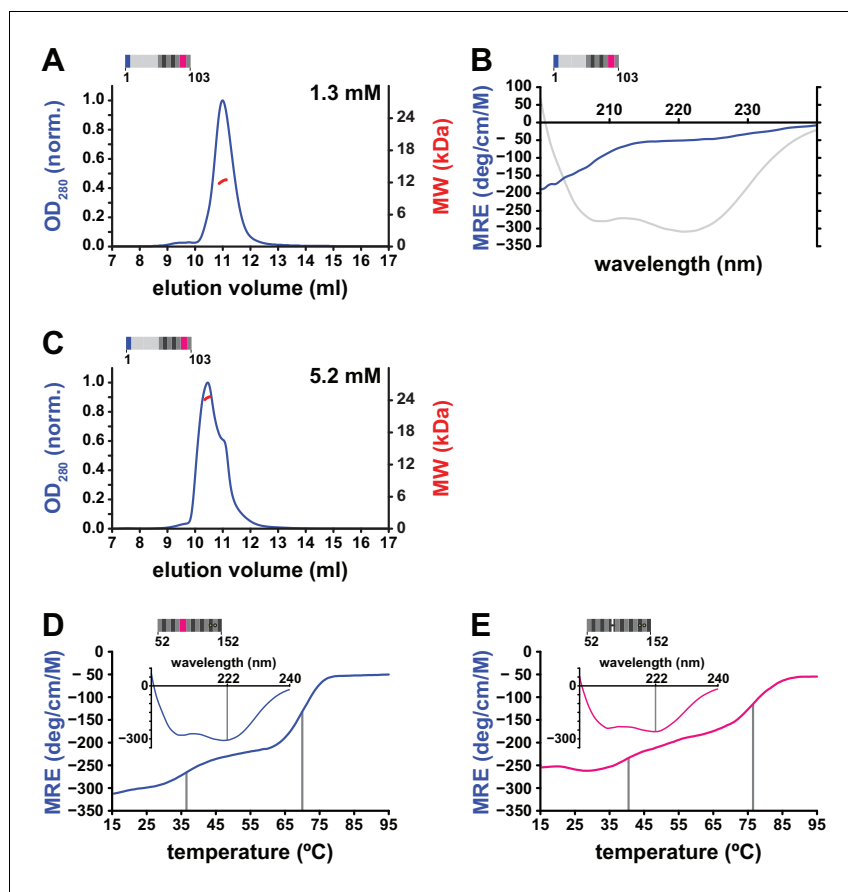 A
1 103
1.3 mM
OD280 (norm.)
1.0
0.8
0.6
0.4
0.2
0.0
24
18
12
6
0
MW (kDa)
7 8 9 10 11 12 13 14 15 16 17
elution volume (ml)
B
1 103
MRE (deg/cm/M)
100
50
0
−50
−100
−150
−200
−250
−300
−350
210 220 230
wavelength (nm)
C
1 103
5.2 mM
OD280 (norm.)
1.0
0.8
0.6
0.4
0.2
0.0
24
18
12
6
0
MW (kDa)
7 8 9 10 11 12 13 14 15 16 17
elution volume (ml)
D
52 152
MRE (deg/cm/M)
−
−50
−100
−150
−200
−250
−300
−350
wavelength (nm)
222 240
0
−300
15 25 35 45 55 65 75 85 95
temperature (ºC)
E
52 152
MRE (deg/cm/M)
−
−50
−100
−150
−200
−250
−300
−350
wavelength (nm)
222 240
0
−300
15 25 35 45 55 65 75 85 95
temperature (ºC)